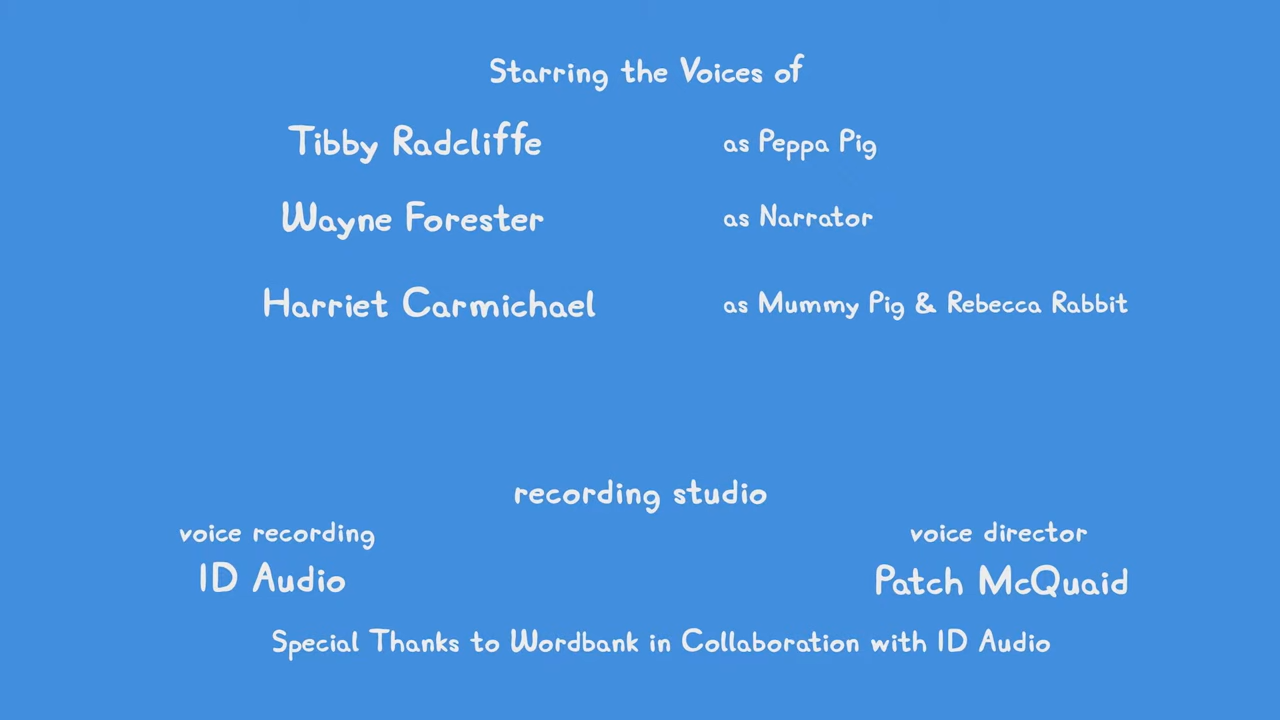 Starring the Voices of
Tibby Radcliffe as Peppa Pig
Wayne Forester as Narrator
Harriet Carmichael as Mummy Pig & Rebecca Rabbit
recording studio
voice recording voice director
ID Audio Patch McQuaid
Special Thanks to Wordbank in Collaboration with ID Audio